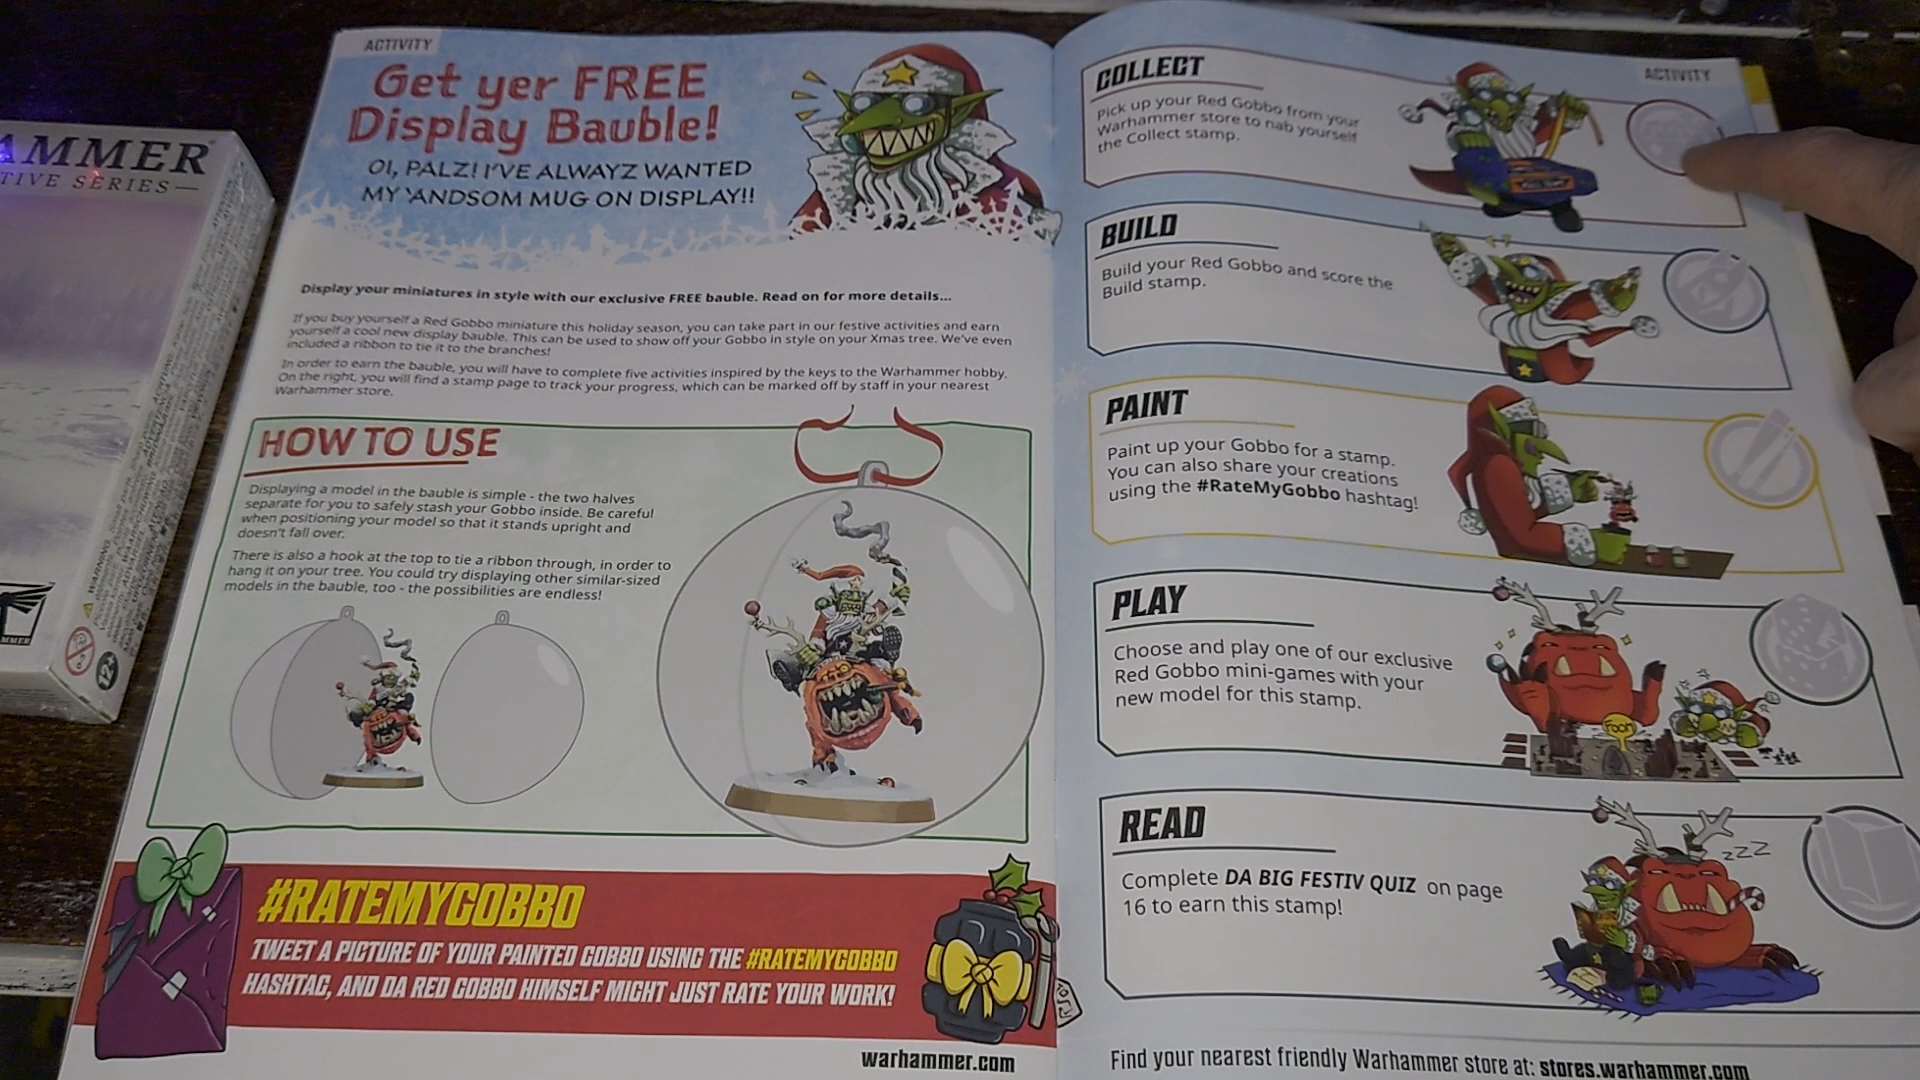 AMMER
TIVE SERIES
WARNING
12+
MMER
ACTIVITY
Get yer FREE
Display Bauble!
OI, PALZ! I'VE ALWAYZ WANTED
MY 'ANDSOM MUG ON DISPLAY!!
Display your miniatures in style with our exclusive FREE bauble. Read on for more details...
If you buy yourself a Red Gobbo miniature this holiday season, you can take part in our festive activities and earn
yourself a cool new display bauble. This can be used to show off your Gobbo in style on your Xmas tree. We've even
included a ribbon to tie it to the branches!
In order to earn the bauble, you will have to complete five activities inspired by the keys to the Warhammer hobby.
On the right, you will find a stamp page to track your progress, which can be marked off by staff in your nearest
Warhammer store.
HOW TO USE
Displaying a model in the bauble is simple - the two halves
separate for you to safely stash your Gobbo inside. Be careful
when positioning your model so that it stands upright and
doesn't fall over.
There is also a hook at the top to tie a ribbon through, in order to
hang it on your tree. You could try displaying other similar-sized
models in the bauble, too - the possibilities are endless!
#RATEMYGOBBO
TWEET A PICTURE OF YOUR PAINTED GOBBO USING THE #RATEMYGOBBO
HASHTAG, AND DA RED GOBBO HIMSELF MIGHT JUST RATE YOUR WORK!
warhammer.com
ACTIVITY
COLLECT
Pick up your Red Gobbo from your
Warhammer store to nab yourself
the Collect stamp.
BUILD
Build your Red Gobbo and score the
Build stamp.
PAINT
Paint up your Gobbo for a stamp.
You can also share your creations
using the #RateMyGobbo hashtag!
PLAY
Choose and play one of our exclusive
Red Gobbo mini-games with your
new model for this stamp.
FOOM
READ
Complete DA BIG FESTIV QUIZ on page
16 to earn this stamp!
zZZ
Find your nearest friendly Warhammer store at: stores.warhammer.com